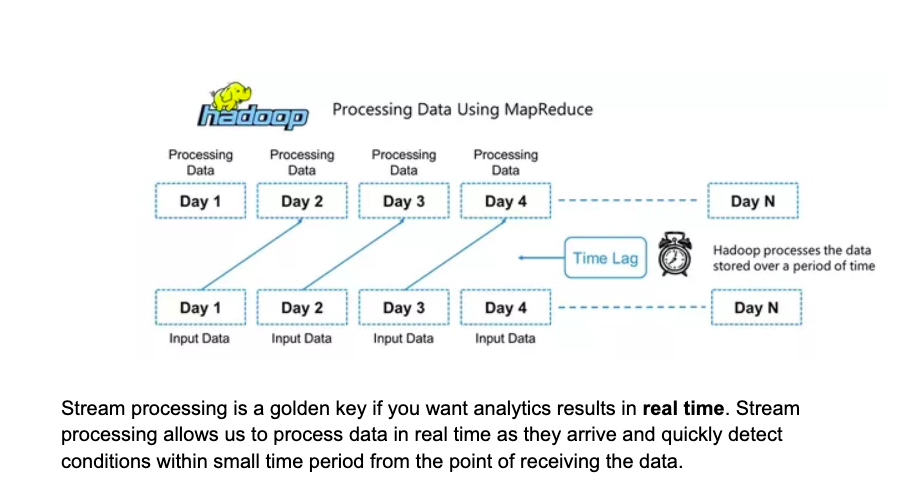 hadoop
Processing Data Using MapReduce
Processing Data
Processing Data
Processing Data
Processing Data
Day 1
Day 2
Day 3
Day 4
Day N
Time Lag
Hadoop processes the data
stored over a period of time
Day 1
Day 2
Day 3
Day 4
Day N
Input Data
Input Data
Input Data
Input Data
Stream processing is a golden key if you want analytics results in real time. Stream
processing allows us to process data in real time as they arrive and quickly detect
conditions within small time period from the point of receiving the data.